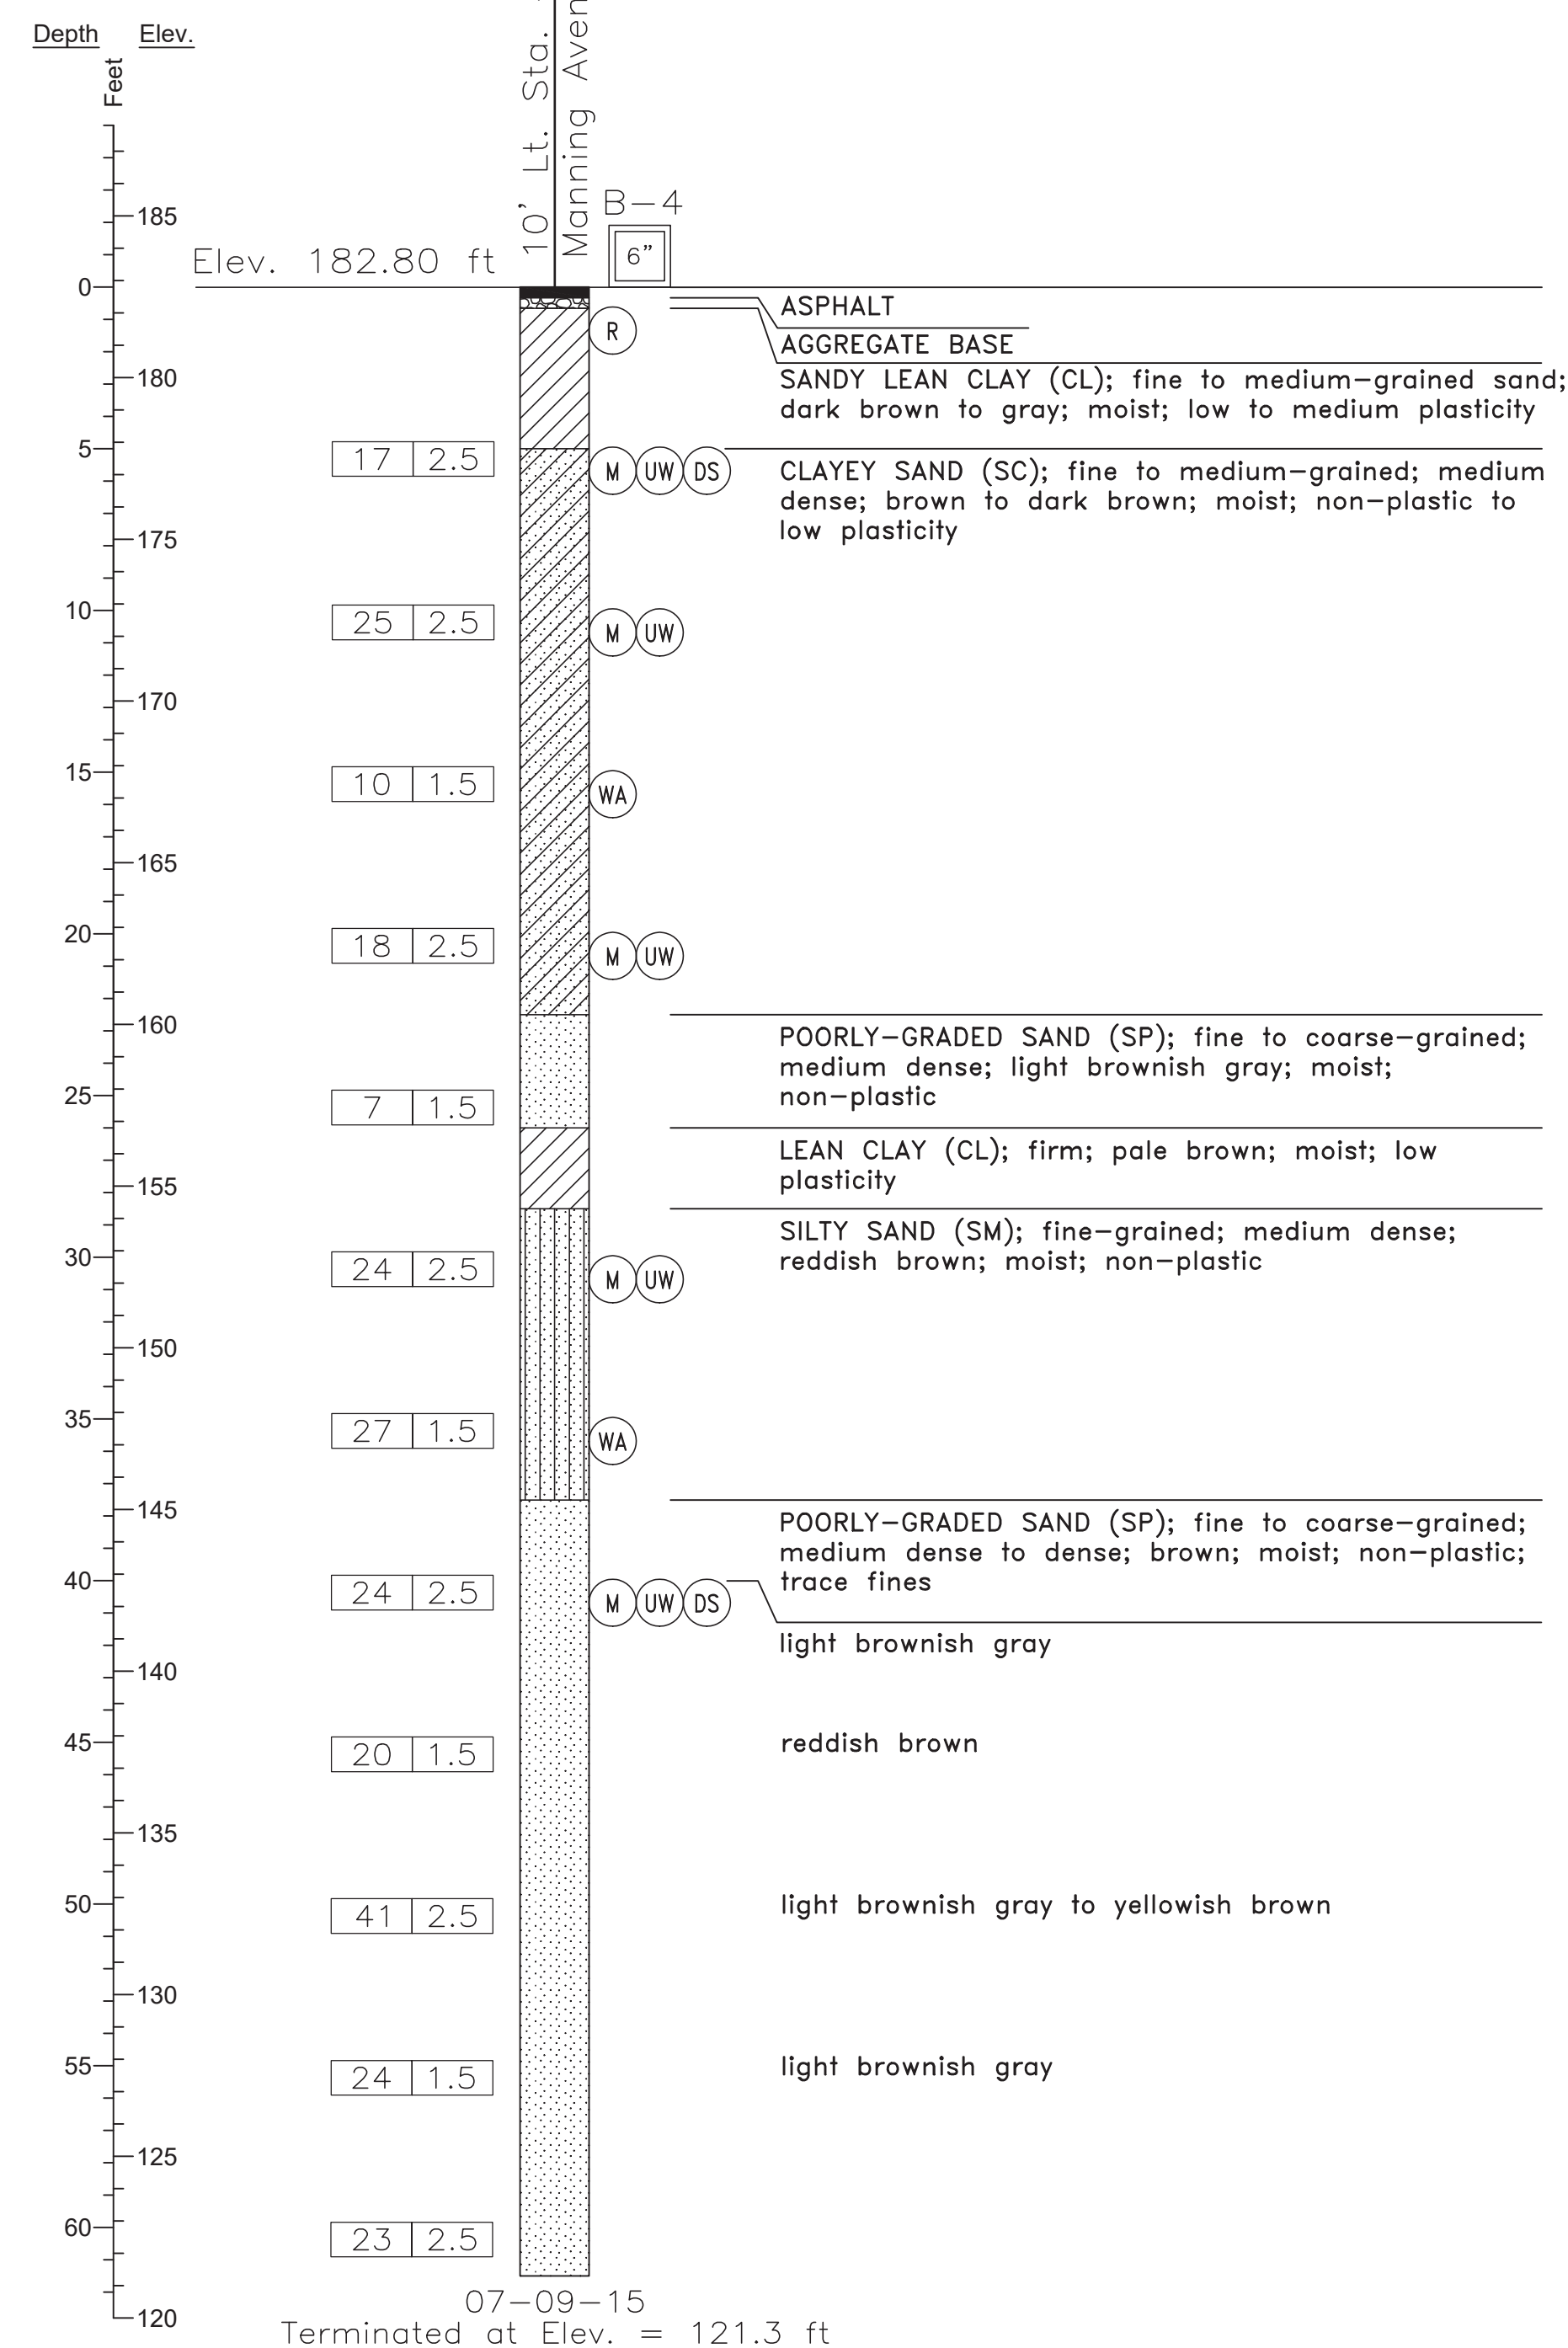 Depth Elev.
Feet
10' Lt. Sta.
Manning Aven
B-4
6"
185
Elev. 182.80 ft
0
ASPHALT
R
AGGREGATE BASE
180
SANDY LEAN CLAY (CL); fine to medium-grained sand;
dark brown to gray; moist; low to medium plasticity
5
17 2.5
M UW DS
CLAYEY SAND (SC); fine to medium-grained; medium
dense; brown to dark brown; moist; non-plastic to
low plasticity
175
10
25 2.5
M UW
170
15
10 1.5
WA
165
20
18 2.5
M UW
160
POORLY-GRADED SAND (SP); fine to coarse-grained;
medium dense; light brownish gray; moist;
non-plastic
25
7 1.5
LEAN CLAY (CL); firm; pale brown; moist; low
plasticity
155
SILTY SAND (SM); fine-grained; medium dense;
reddish brown; moist; non-plastic
30
24 2.5
M UW
150
35
27 1.5
WA
145
POORLY-GRADED SAND (SP); fine to coarse-grained;
medium dense to dense; brown; moist; non-plastic;
trace fines
40
24 2.5
M UW DS
light brownish gray
140
45
20 1.5
reddish brown
135
50
41 2.5
light brownish gray to yellowish brown
130
55
24 1.5
light brownish gray
125
60
23 2.5
07-09-15
120
Terminated at Elev. = 121.3 ft